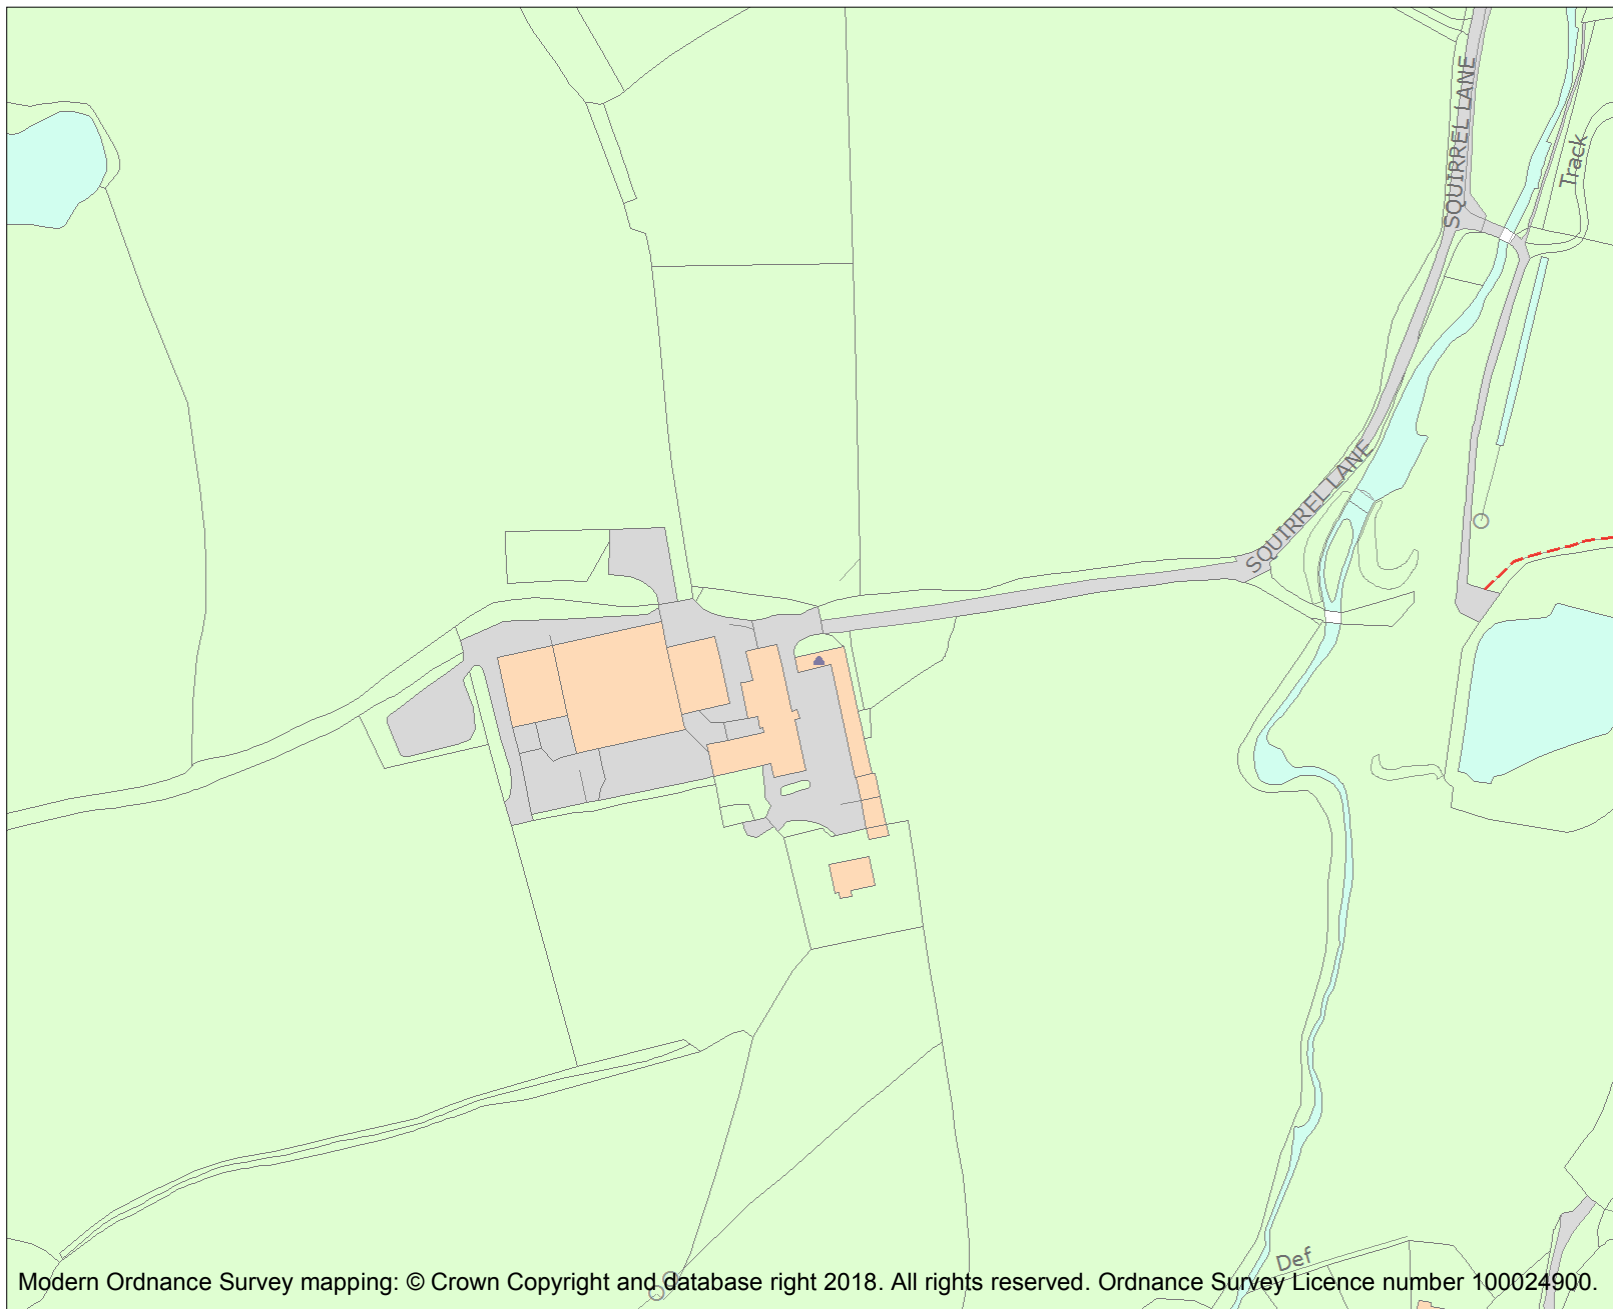 SQUIRREL LANE
Track
SQUIRREL LANE
Def
Modern Ordnance Survey mapping: © Crown Copyright and database right 2018. All rights reserved. Ordnance Survey Licence number 100024900.